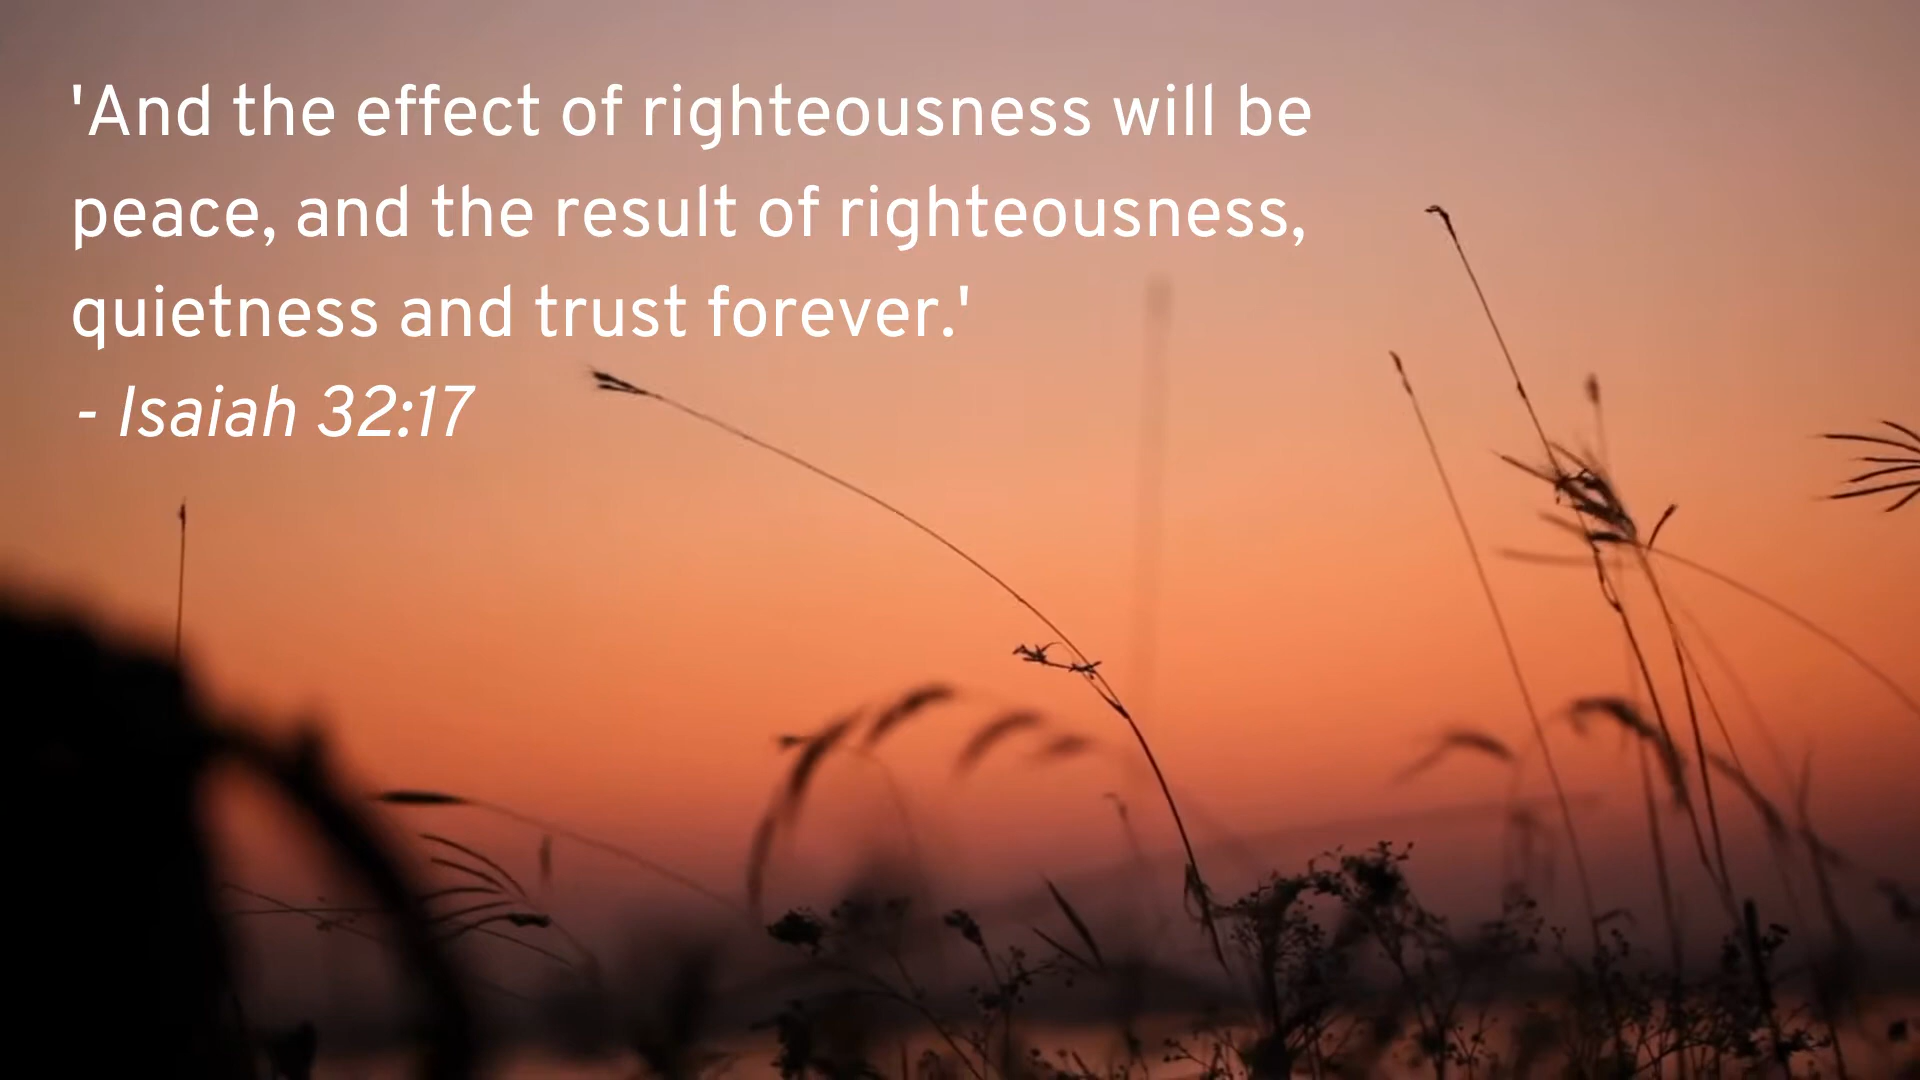 'And the effect of righteousness will be
peace, and the result of righteousness,
quietness and trust forever.'
- Isaiah 32:17